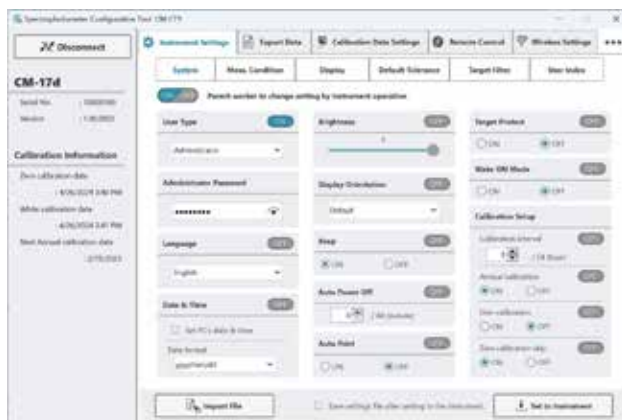 Spectrophotometer Configuration Tool CM-CT1
Disconnect
Instrument Settings
Export Data
Calibration Data Settings
Remote Control
Wireless Settings
System
Meas. Condition
Display
Default Tolerance
Target Filter
User Index
CM-17d
Serial No.
Version
Permit worker to change setting by instrument operation
User Type
Administrator
Administrator Password
Language
English
Date & Time
Set PC's date & time
Date format
yyyy/mm/dd
Brightness
Display Orientation
Default
Beep
ON
OFF
Auto Power Off
Auto Print
ON
OFF
Target Protect
ON
OFF
Wake ON Mode
ON
OFF
Calibration Setup
Calibration interval
Annual calibration
ON
OFF
User calibration
ON
OFF
Zero calibration skip
ON
OFF
Calibration Information
Zero calibration date
White calibration date
Next Annual calibration date
Import File
Save settings file after setting to the instrument
Set to Instrument